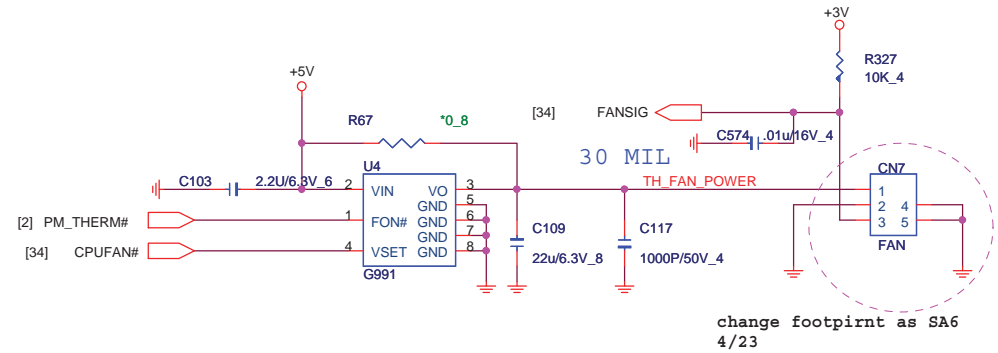 +3V
R327
10K_4
+5V
R67 *0_8
[34] FANSIG
C574 .01u/16V_4
30 MIL
U4
CN7
C103 2.2U/6.3V_6
2 VIN VO 3
TH_FAN_POWER
1
GND 5
2 4
[2] PM_THERM#
1 FON# GND 6
3 5
GND 7
FAN
[34] CPUFAN#
4 VSET GND 8
G991
C109
22u/6.3V_8
C117
1000P/50V_4
change footpirnt as SA6
4/23